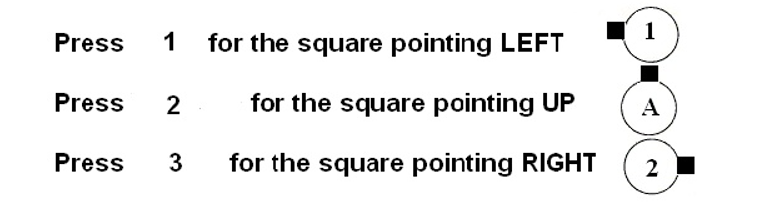 Press 1 for the square pointing LEFT 1
Press 2 for the square pointing UP A
Press 3 for the square pointing RIGHT 2